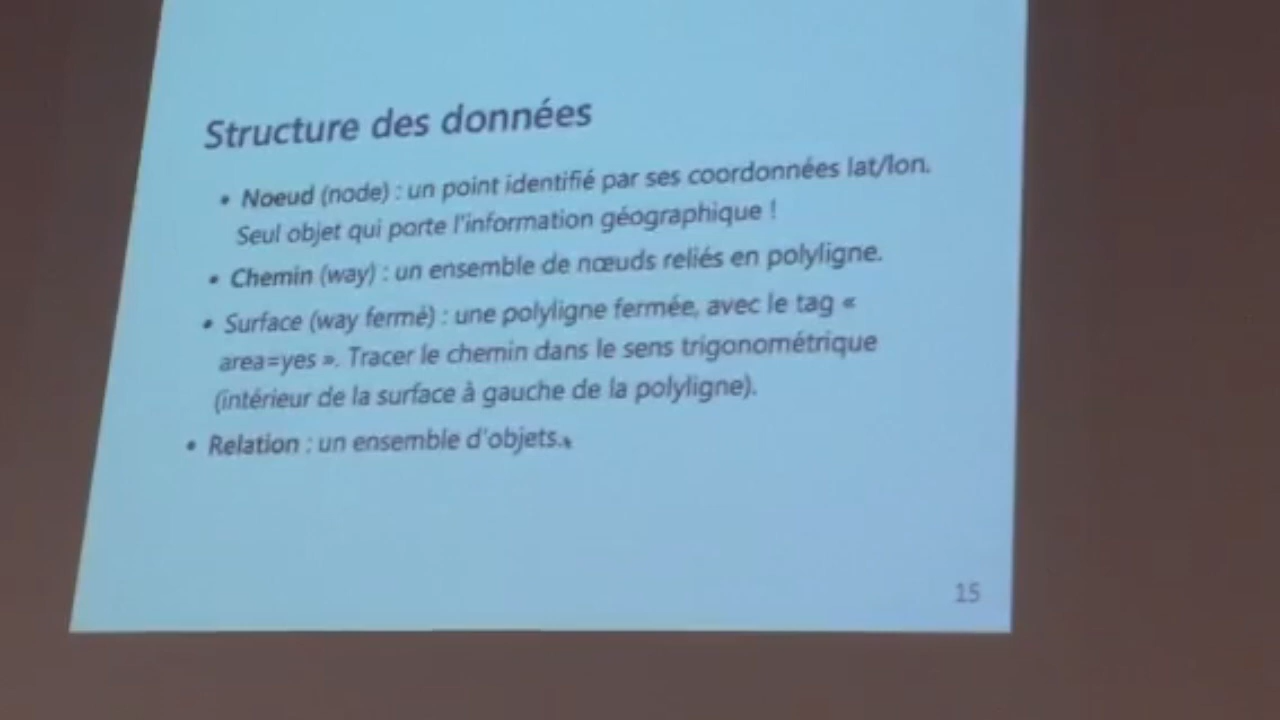 Structure des données
• Noeud (node) : un point identifié par ses coordonnées lat/lon.
Seul objet qui porte l'information géographique !
• Chemin (way) : un ensemble de nœuds reliés en polyligne.
• Surface (way fermé) : une polyligne fermée, avec le tag «
area=yes ». Tracer le chemin dans le sens trigonométrique
(intérieur de la surface à gauche de la polyligne).
• Relation : un ensemble d'objets.
15